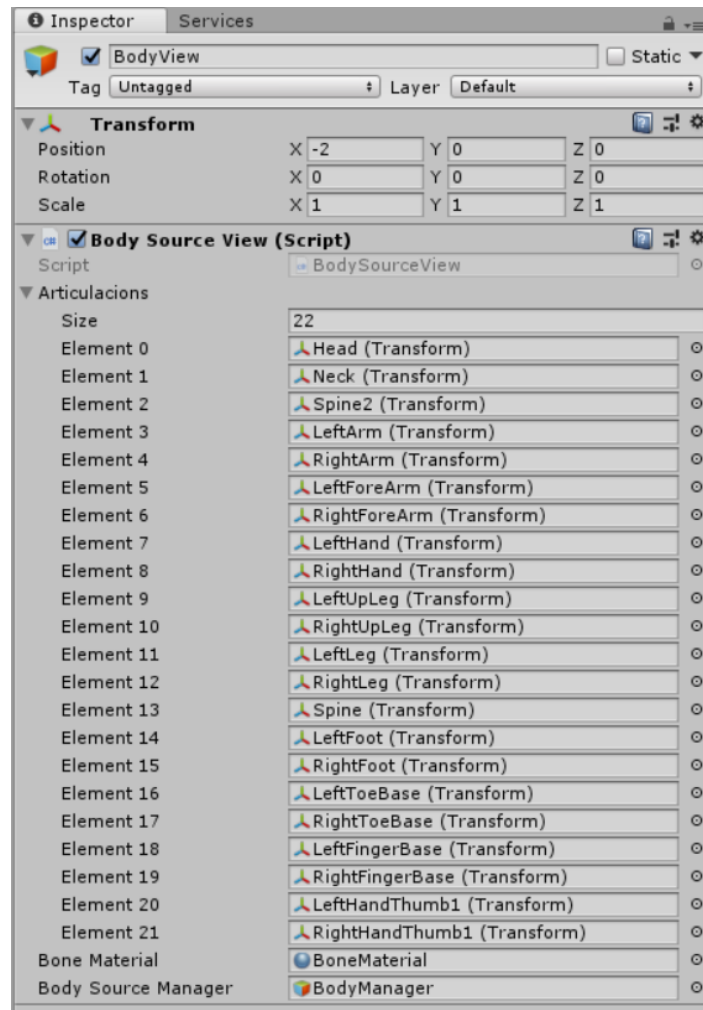 Inspector Services
BodyView Static
Tag Untagged Layer Default
Transform
Position X -2 Y 0 Z 0
Rotation X 0 Y 0 Z 0
Scale X 1 Y 1 Z 1
Body Source View (Script)
Script BodySourceView
Articulacions
Size 22
Element 0 Head (Transform)
Element 1 Neck (Transform)
Element 2 Spine2 (Transform)
Element 3 LeftArm (Transform)
Element 4 RightArm (Transform)
Element 5 LeftForeArm (Transform)
Element 6 RightForeArm (Transform)
Element 7 LeftHand (Transform)
Element 8 RightHand (Transform)
Element 9 LeftUpLeg (Transform)
Element 10 RightUpLeg (Transform)
Element 11 LeftLeg (Transform)
Element 12 RightLeg (Transform)
Element 13 Spine (Transform)
Element 14 LeftFoot (Transform)
Element 15 RightFoot (Transform)
Element 16 LeftToeBase (Transform)
Element 17 RightToeBase (Transform)
Element 18 LeftFingerBase (Transform)
Element 19 RightFingerBase (Transform)
Element 20 LeftHandThumb1 (Transform)
Element 21 RightHandThumb1 (Transform)
Bone Material BoneMaterial
Body Source Manager BodyManager